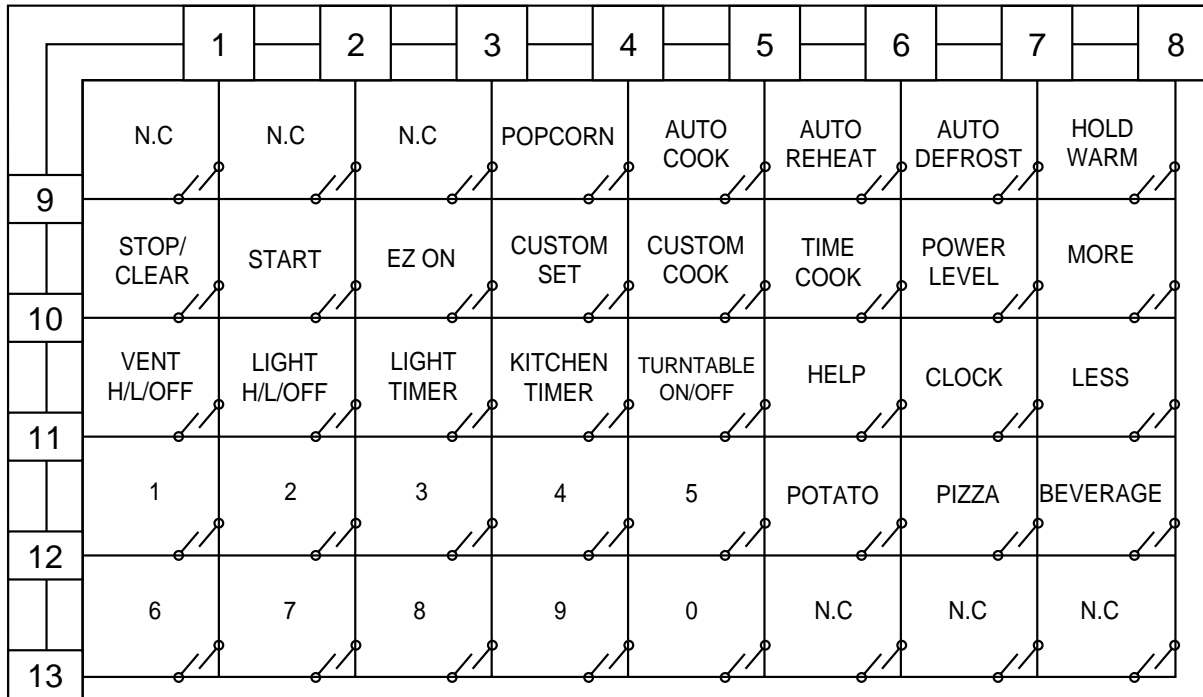 1 2 3 4 5 6 7 8
N.C N.C N.C POPCORN AUTO COOK AUTO REHEAT AUTO DEFROST HOLD WARM
9
STOP/ CLEAR START EZ ON CUSTOM SET CUSTOM COOK TIME COOK POWER LEVEL MORE
10
VENT H/L/OFF LIGHT H/L/OFF LIGHT TIMER KITCHEN TIMER TURNTABLE ON/OFF HELP CLOCK LESS
11
1 2 3 4 5 POTATO PIZZA BEVERAGE
12
6 7 8 9 0 N.C N.C N.C
13